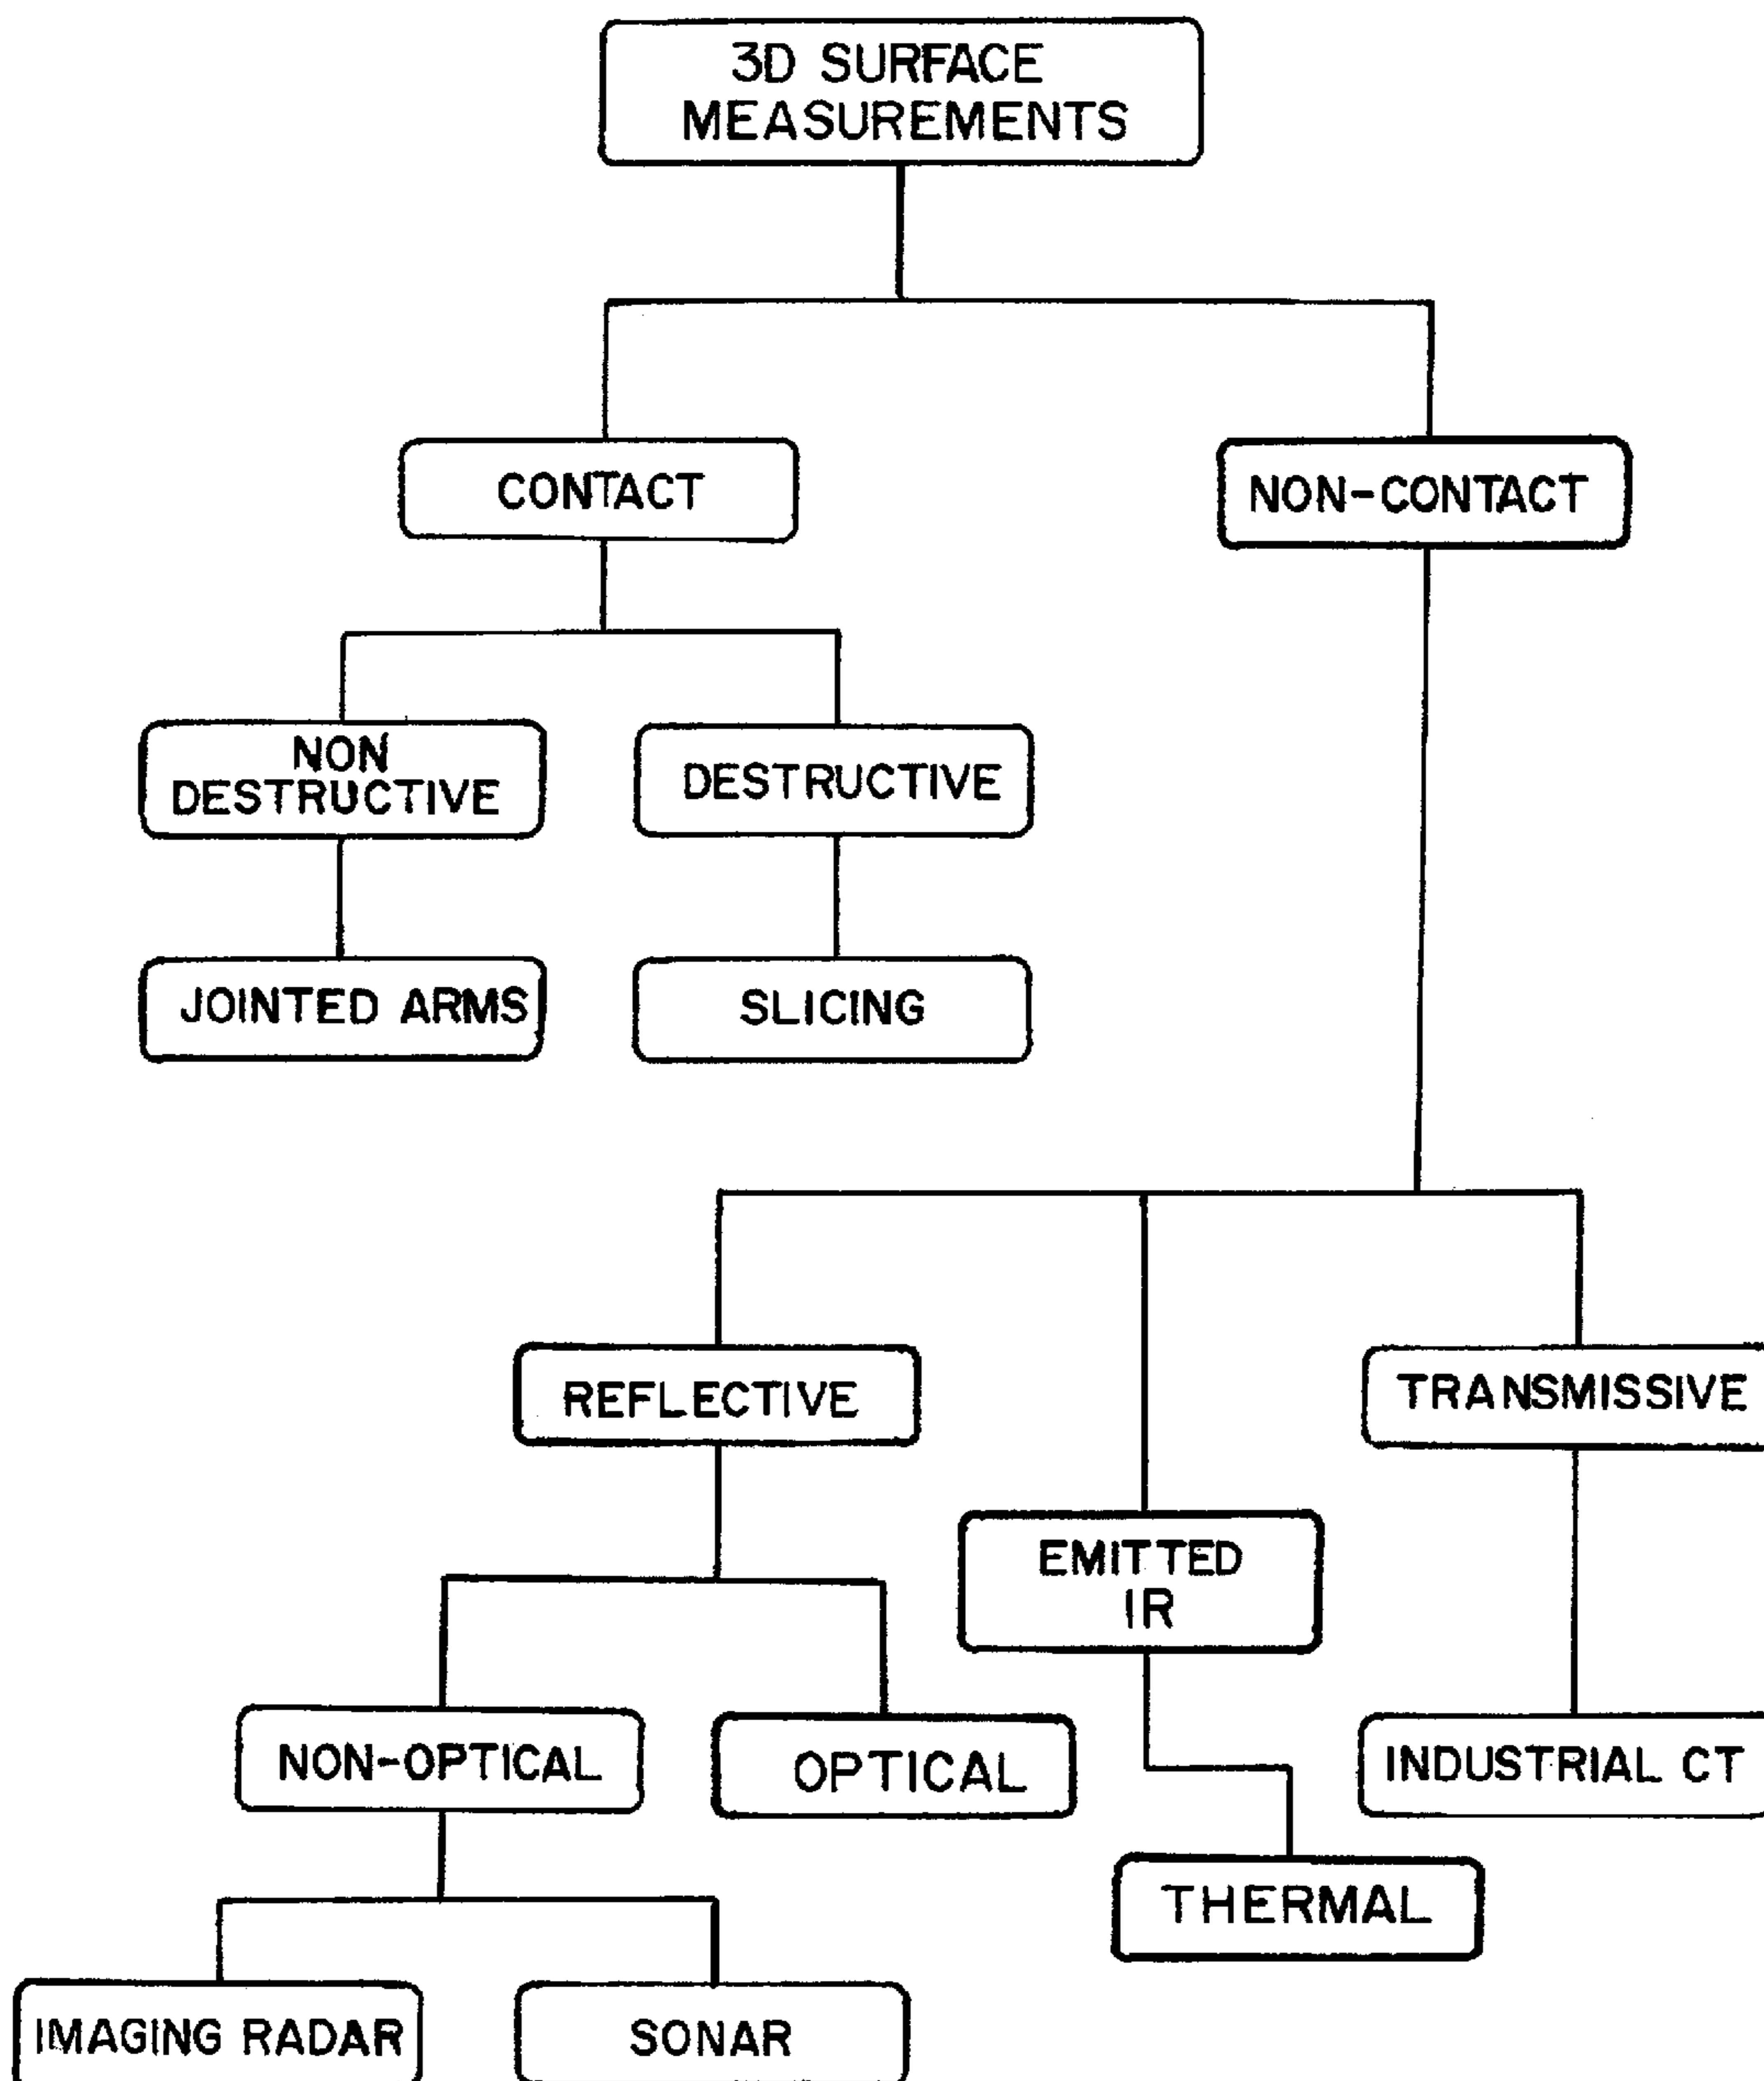 3D SURFACE
MEASUREMENTS
CONTACT
NON-CONTACT
NON
DESTRUCTIVE
DESTRUCTIVE
JOINTED ARMS
SLICING
REFLECTIVE
TRANSMISSIVE
EMITTED
IR
NON-OPTICAL
OPTICAL
INDUSTRIAL CT
THERMAL
IMAGING RADAR
SONAR